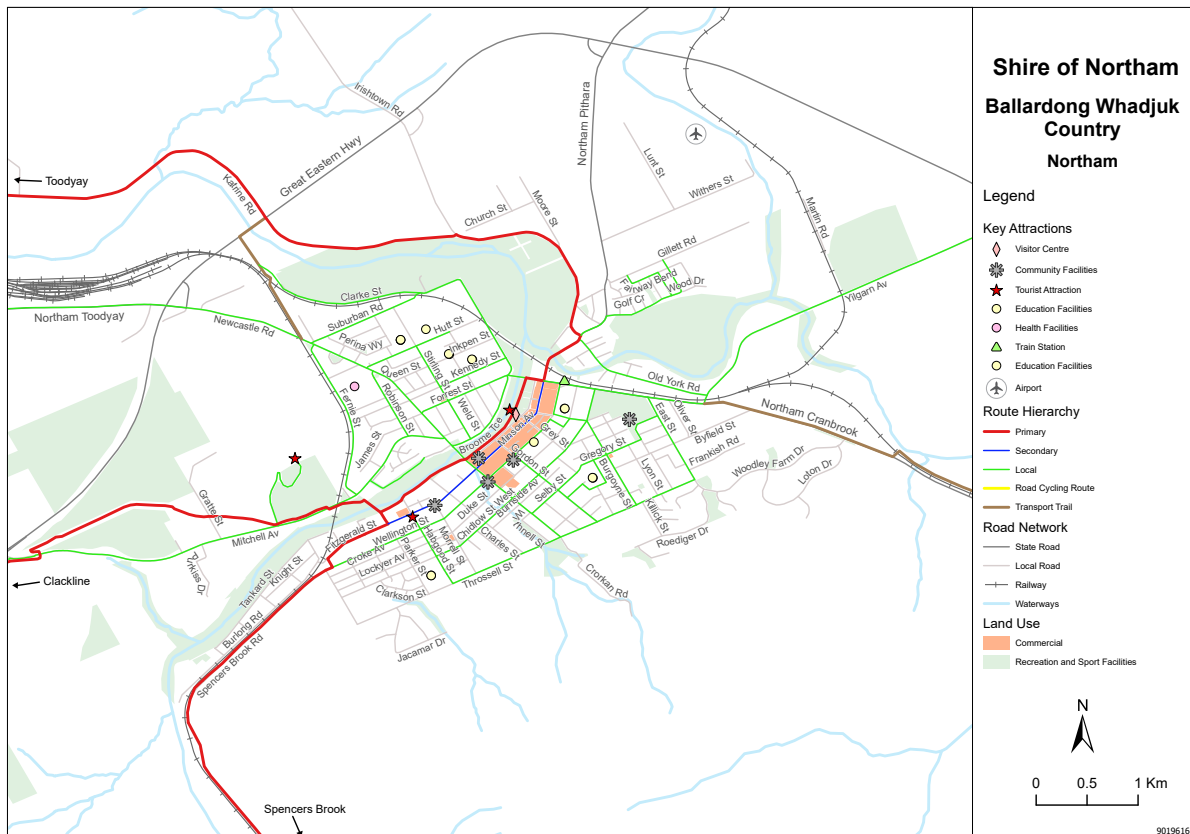 Shire of Northam
Ballardong Whadjuk
Country
Northam
Legend
Key Attractions
Visitor Centre
Community Facilities
Tourist Attraction
Education Facilities
Health Facilities
Train Station
Education Facilities
Airport
Route Hierarchy
Primary
Secondary
Local
Road Cycling Route
Transport Trail
Road Network
State Road
Local Road
Railway
Waterways
Land Use
Commercial
Recreation and Sport Facilities
N
0 0.5 1 Km
9019616
Irishtown Rd
Great Eastern Hwy
Northam Pithara
Toodyay
Katrine Rd
Church St
Moore St
Lunt St
Withers St
Martin Rd
Gillett Rd
Fairway Bend
Wood Dr
Golf Cr
Yilgarn Av
Clarke St
Northam Toodyay
Newcastle Rd
Suburban Rd
Hutt St
Perina Wy
Inkpen St
Kennedy St
Queen St
Stirling St
Forrest St
Old York Rd
Fernie St
Robinson St
Weld St
Broome Tce
Minson Av
Grey St
East St
Oliver St
Northam Cranbrook
Byfield St
Frankish Rd
Gordon St
Gregory St
James St
Lyon St
Woodley Farm Dr
Loton Dr
Burgoyne St
Selby St
Burnside Av
Duke St
Chidlow St West
Killick St
Roediger Dr
Gratte St
Mitchell Av
Fitzgerald St
Wellington St
Charles St
Morrell St
Habgood St
Parker St
Croke Av
Lockyer Av
Throssell St
Clarkson St
Crorkan Rd
Purkiss Dr
Clackline
Tankard St
Knight St
Burlong Rd
Spencers Brook Rd
Jacamar Dr
Spencers Brook